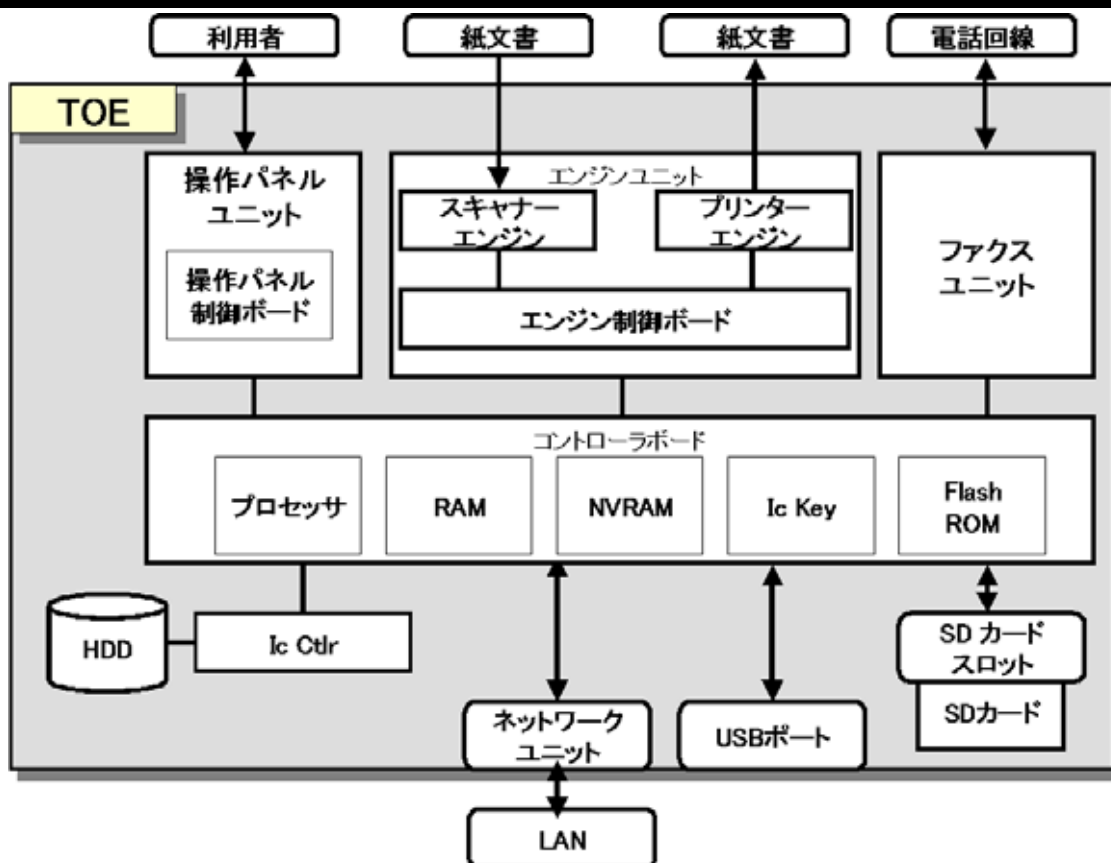 利用者
紙文書
紙文書
電話回線
TOE
操作パネル
ユニット
操作パネル
制御ボード
エンジンユニット
スキャナー
エンジン
プリンター
エンジン
エンジン制御ボード
ファクス
ユニット
コントローラボード
プロセッサ
RAM
NVRAM
Ic Key
Flash
ROM
HDD
Ic Ctlr
ネットワーク
ユニット
USBポート
SD カード
スロット
SDカード
LAN